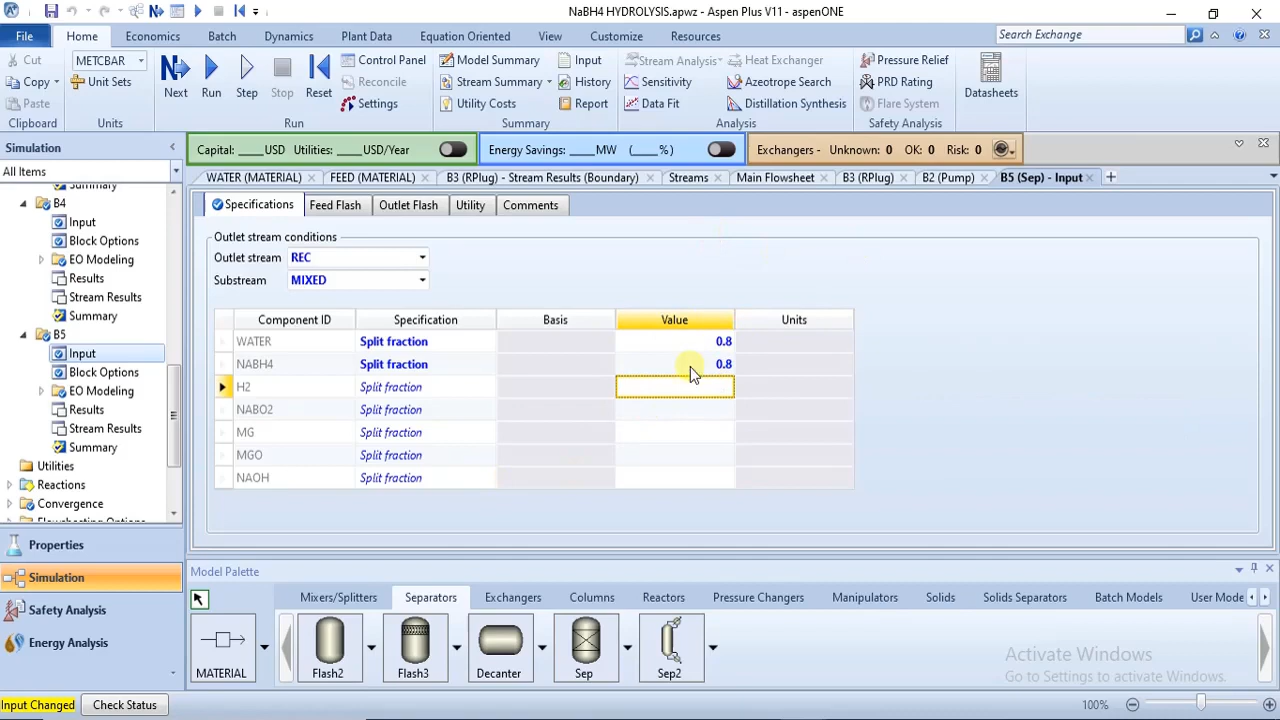 NaBH4 HYDROLYSIS.apwz - Aspen Plus V11 - aspenONE
File Home Economics Batch Dynamics Plant Data Equation Oriented View Customize Resources Search Exchange
Cut METCBAR Control Panel Model Summary Input Stream Analysis Heat Exchanger Pressure Relief
Copy Unit Sets Next Run Step Stop Reset Reconcile Stream Summary History Sensitivity Azeotrope Search PRD Rating Datasheets
Paste Settings Utility Costs Report Data Fit Distillation Synthesis Flare System
Clipboard Units Run Summary Analysis Safety Analysis
Simulation Capital: ____USD Utilities: ____USD/Year Energy Savings: ____MW (____%) Exchangers - Unknown: 0 OK: 0 Risk: 0
All Items WATER (MATERIAL) FEED (MATERIAL) B3 (RPlug) - Stream Results (Boundary) Streams Main Flowsheet B3 (RPlug) B2 (Pump) B5 (Sep) - Input
Summary
B4 Specifications Feed Flash Outlet Flash Utility Comments
Input
Block Options Outlet stream conditions
EO Modeling Outlet stream REC
Results Substream MIXED
Stream Results
Summary Component ID Specification Basis Value Units
B5 WATER Split fraction 0.8
Input NABH4 Split fraction 0.8
Block Options H2 Split fraction
EO Modeling
Results NABO2 Split fraction
Stream Results MG Split fraction
Summary MGO Split fraction
Utilities NAOH Split fraction
Reactions
Convergence
Flowsheeting Options
Properties
Model Palette
Simulation
Mixers/Splitters Separators Exchangers Columns Reactors Pressure Changers Manipulators Solids Solids Separators Batch Models User Mode
Safety Analysis
Energy Analysis
MATERIAL Flash2 Flash3 Decanter Sep Sep2
Activate Windows
Go to Settings to activate Windows.
Input Changed Check Status 100%